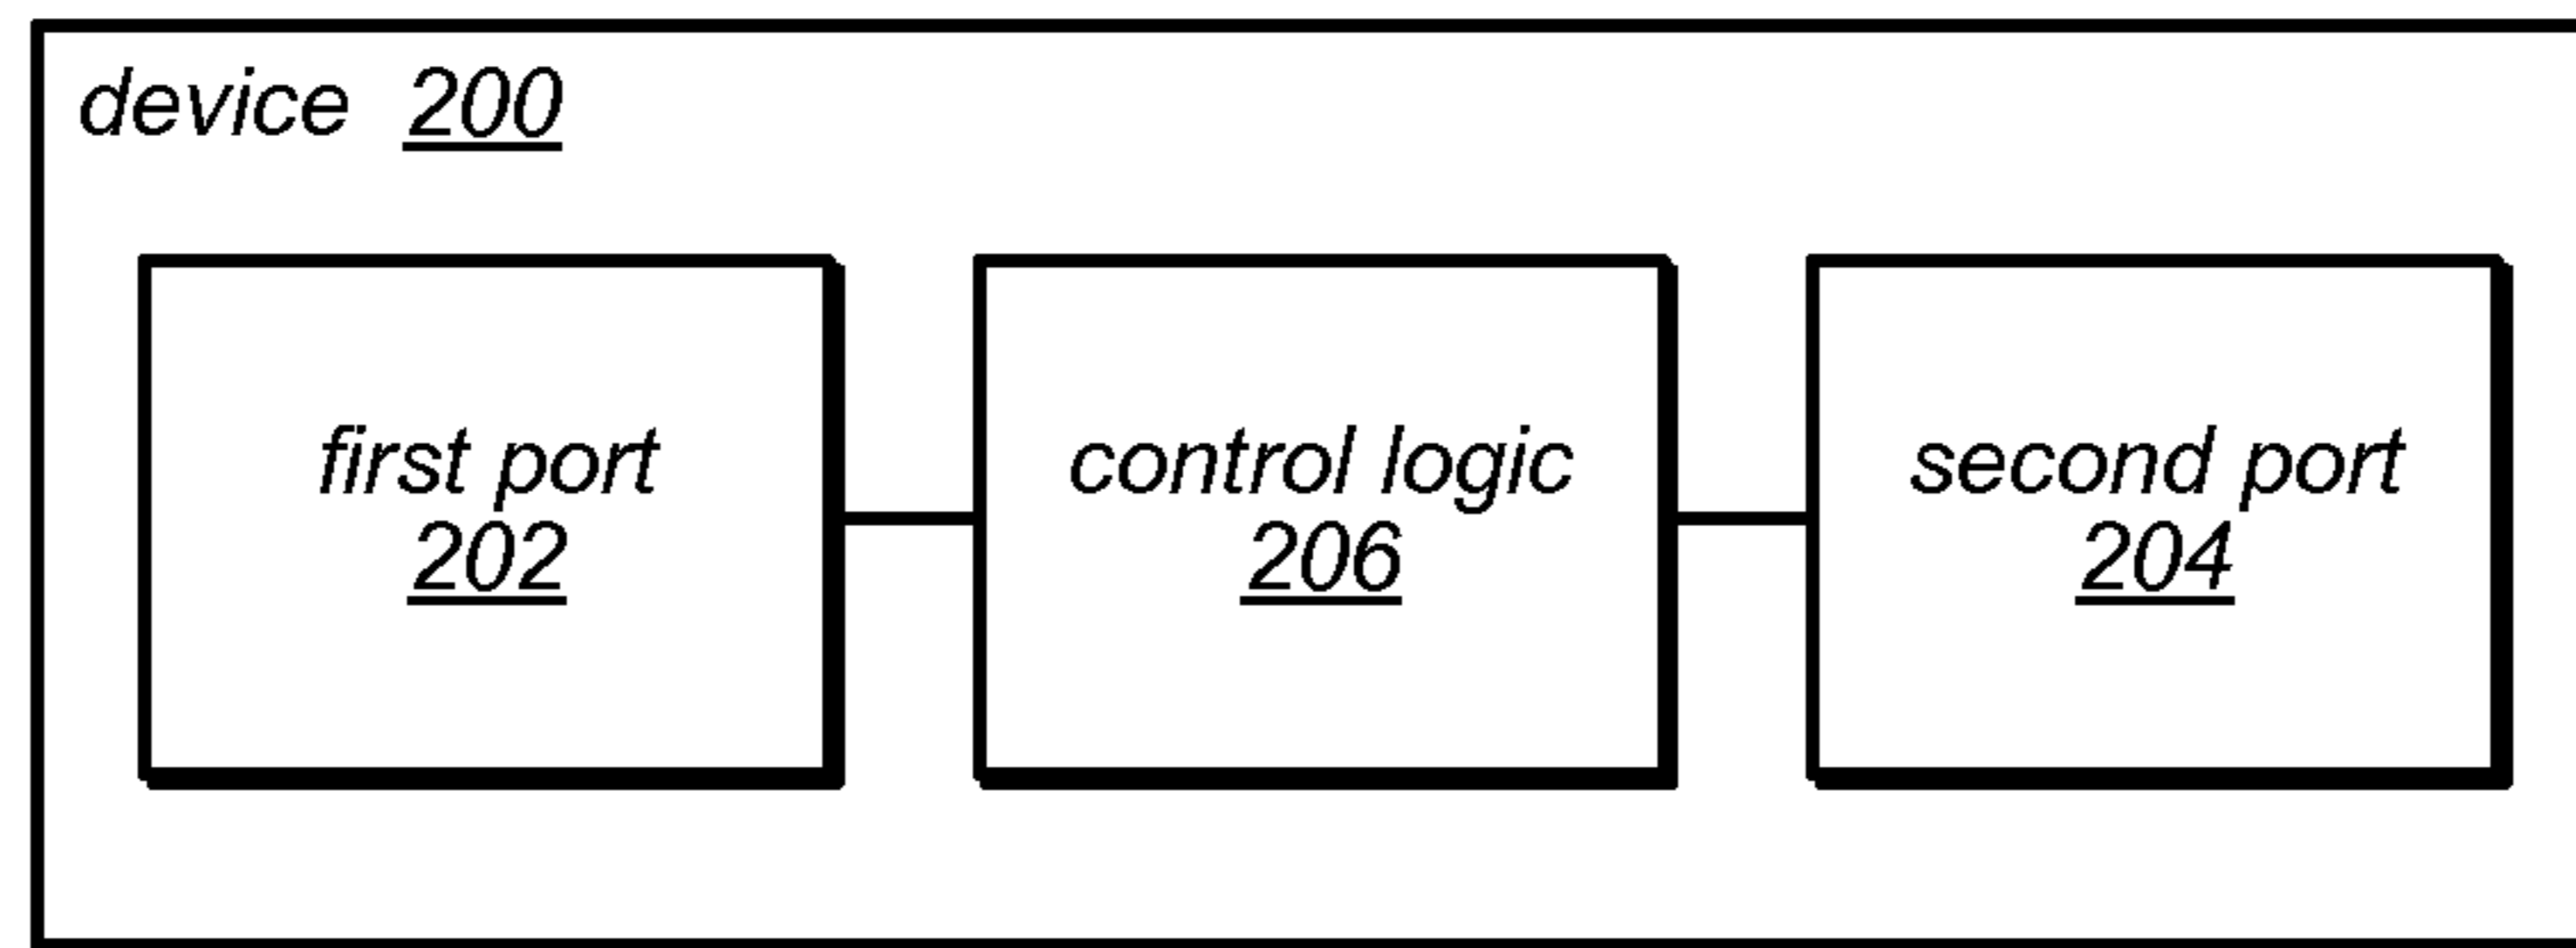 device 200
first port
202
control logic
206
second port
204